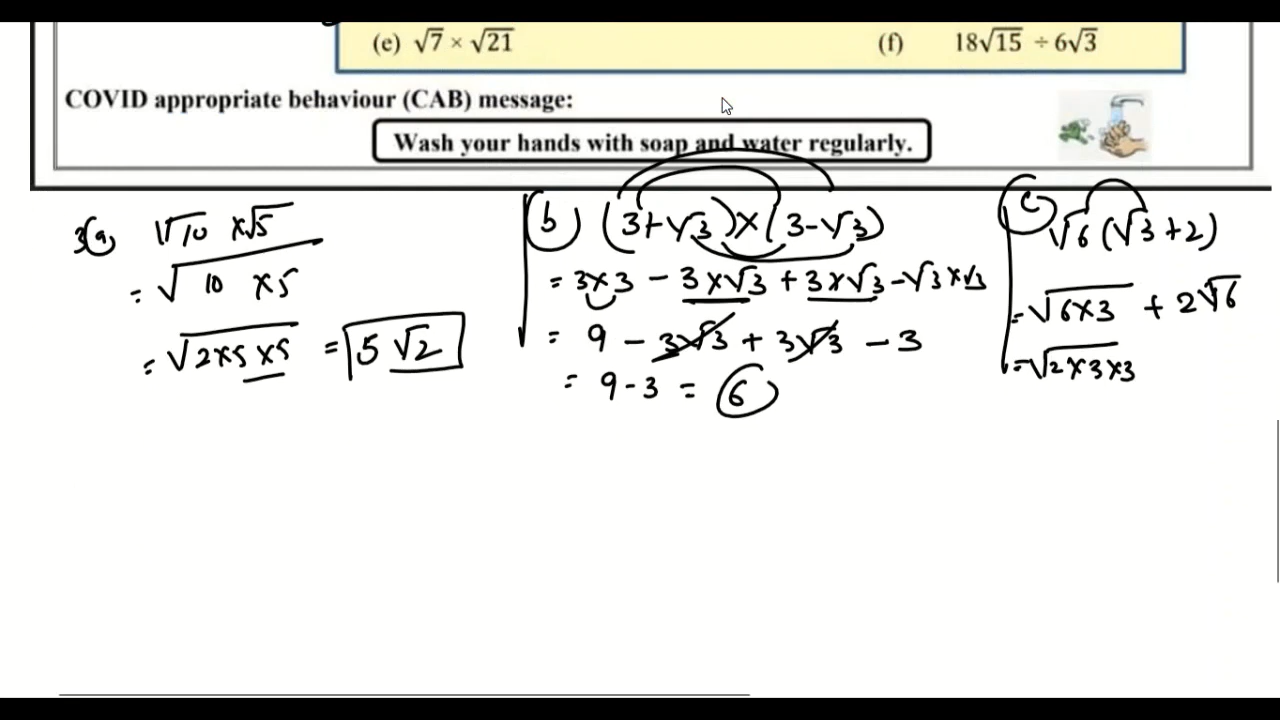 (e) √7 × √21
(f) 18√15 ÷ 6√3
COVID appropriate behaviour (CAB) message:
Wash your hands with soap and water regularly.
3(a) √10 × √5
= √10 × 5
= √2×5×5 = 5√2
b) (3+√3)×(3-√3)
= 3×3 - 3×√3 + 3×√3 - √3×√3
= 9 - 3√3 + 3√3 - 3
= 9-3 = 6
c) √6(√3+2)
= √6×3 + 2√6
= √2×3×3